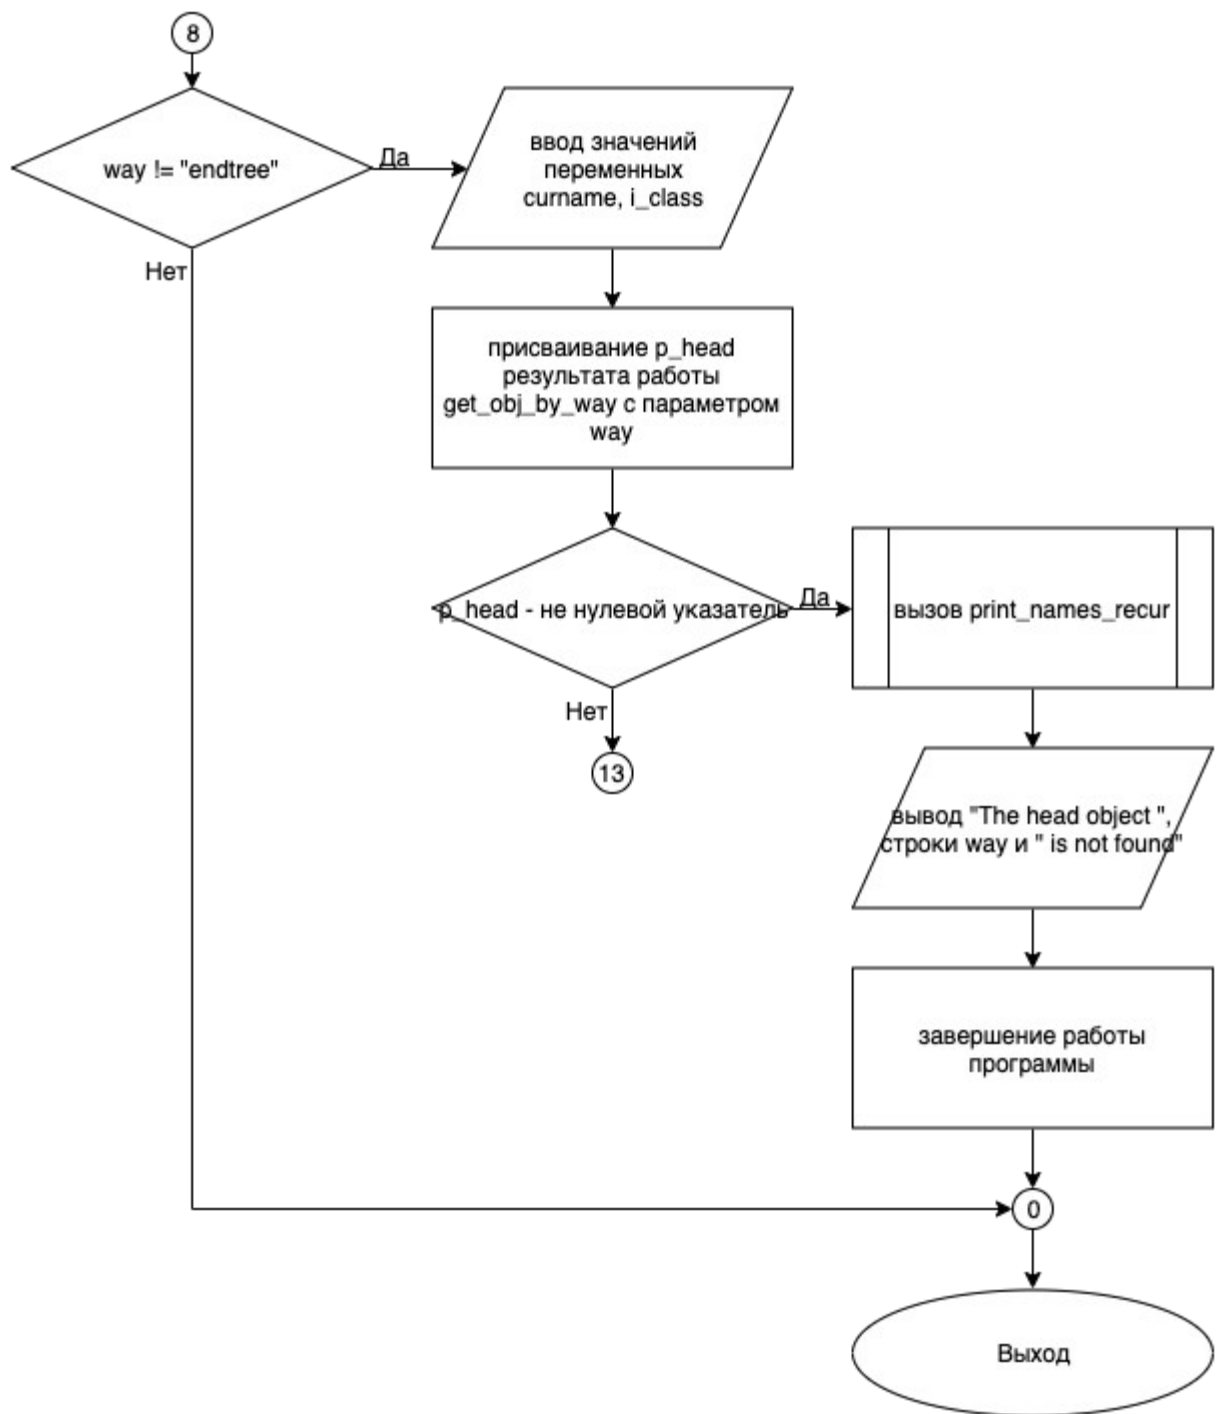 8
way != "endtree"
Да
ввод значений
переменных
curname, i_class
Нет
присваивание p_head
результата работы
get_obj_by_way с параметром
way
p_head - не нулевой указатель
Да
вызов print_names_recur
Нет
13
вывод "The head object ",
строки way и " is not found"
завершение работы
программы
0
Выход